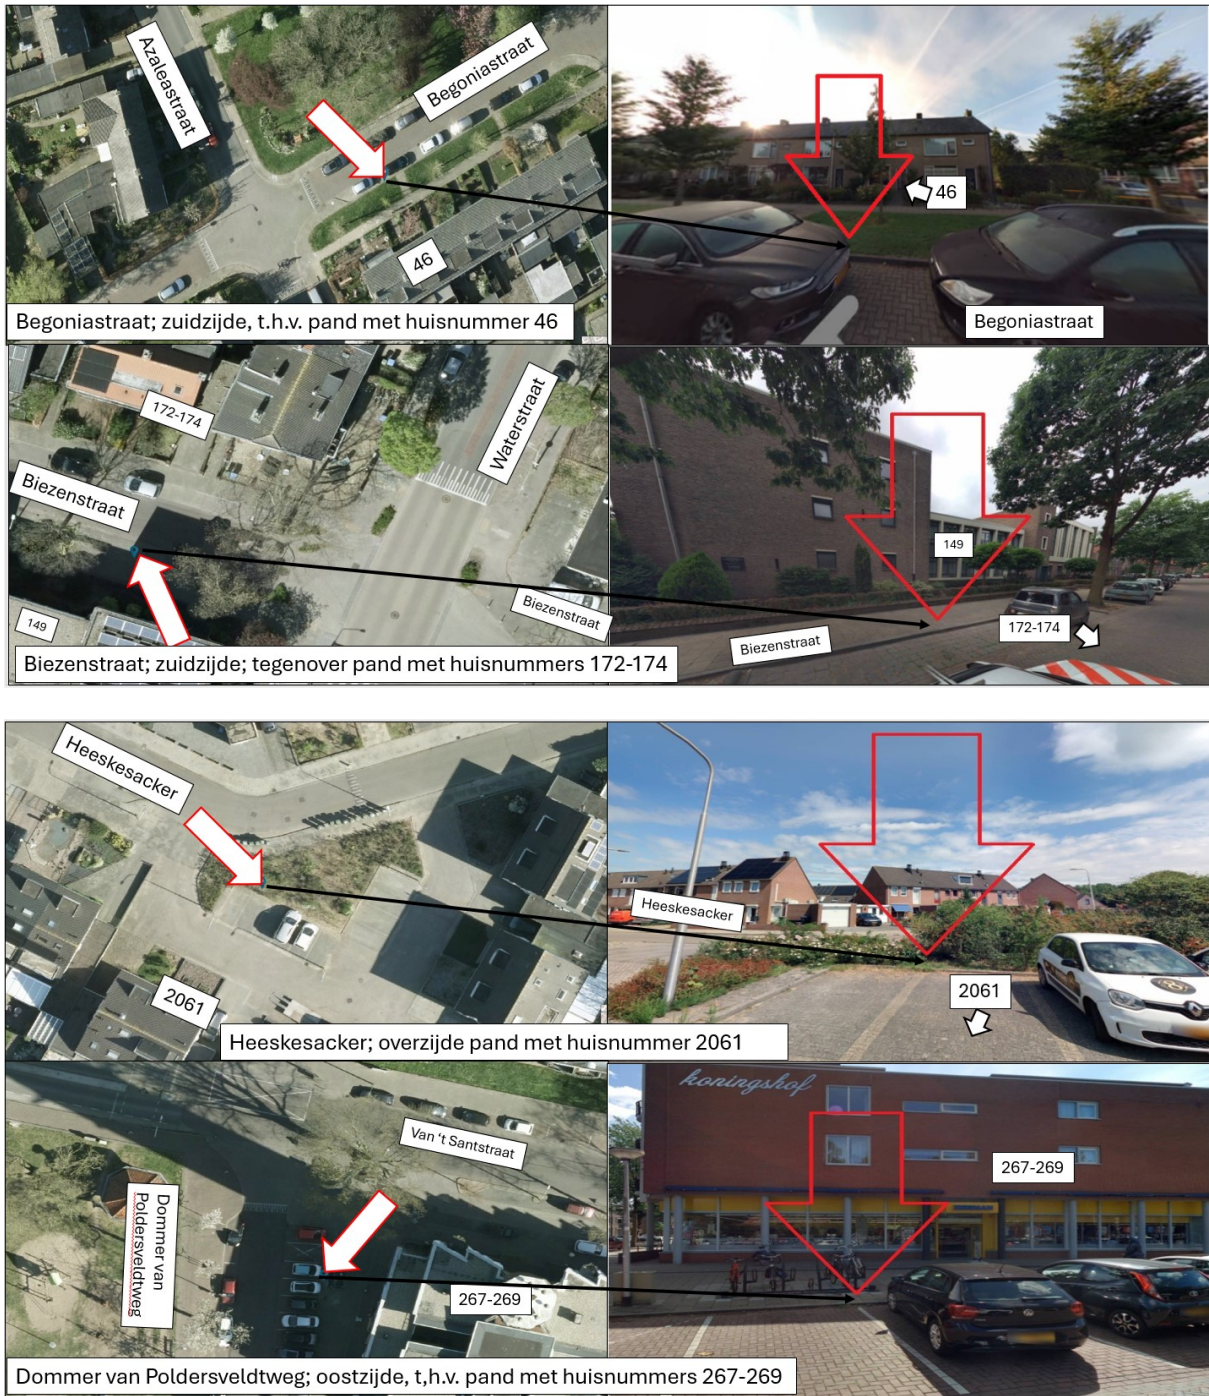 Azaleastraat
Begoniastraat
46
46
Begoniastraat; zuidzijde, t.h.v. pand met huisnummer 46
Begoniastraat
172-174
Waterstraat
Biezenstraat
149
Biezenstraat
149
172-174
Biezenstraat
Biezenstraat; zuidzijde; tegenover pand met huisnummers 172-174
Heeskesacker
2061
Heeskesacker
2061
Heeskesacker; overzijde pand met huisnummer 2061
Van 't Santstraat
Dommer van
Poldersveldtweg
267-269
koningshof
267-269
Dommer van Poldersveldtweg; oostzijde, t,h.v. pand met huisnummers 267-269